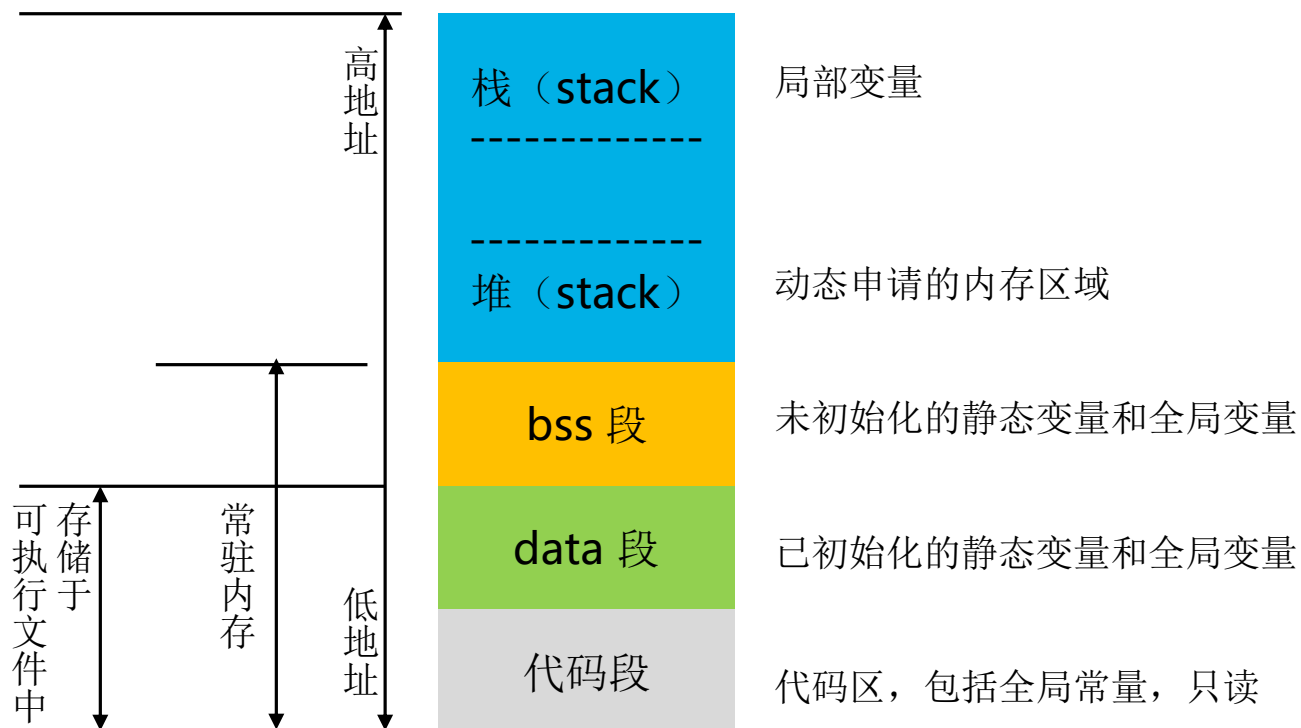 高地址
栈（stack）
局部变量
-------------
-------------
堆（stack）
动态申请的内存区域
bss 段
未初始化的静态变量和全局变量
存储于
可执行文件中
常驻内存
低地址
data 段
已初始化的静态变量和全局变量
代码段
代码区，包括全局常量，只读